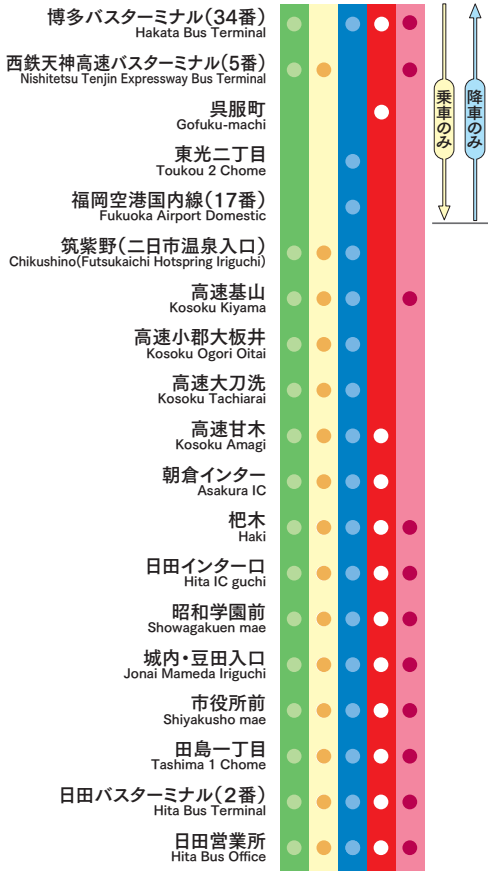 博多バスターミナル(34番)
Hakata Bus Terminal
西鉄天神高速バスターミナル(5番)
Nishitetsu Tenjin Expressway Bus Terminal
呉服町
Gofuku-machi
東光二丁目
Toukou 2 Chome
福岡空港国内線(17番)
Fukuoka Airport Domestic
筑紫野(二日市温泉入口)
Chikushino(Futsukaichi Hotspring Iriguchi)
高速基山
Kosoku Kiyama
高速小郡大板井
Kosoku Ogori Oitai
高速大刀洗
Kosoku Tachiarai
高速甘木
Kosoku Amagi
朝倉インター
Asakura IC
杷木
Haki
日田インター口
Hita IC guchi
昭和学園前
Showagakuen mae
城内・豆田入口
Jonai Mameda Iriguchi
市役所前
Shiyakusho mae
田島一丁目
Tashima 1 Chome
日田バスターミナル(2番)
Hita Bus Terminal
日田営業所
Hita Bus Office
乗車のみ
降車のみ